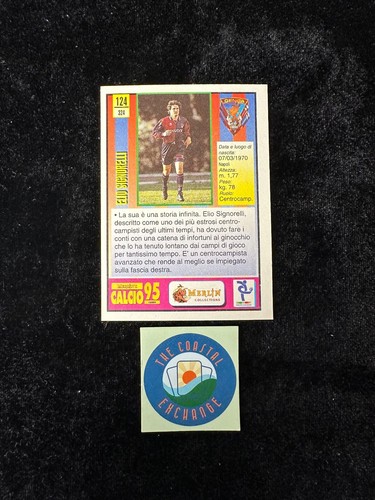 124
324
ELIO SIGNORELLI
Data e luogo di
nascita:
07/03/1970
Napoli
Altezza:
m. 1,77
Peso:
kg. 78
Ruolo:
Centrocamp.
• La sua è una storia infinita. Elio Signorelli,
descritto come uno dei più estrosi centro-
campisti degli ultimi tempi, ha dovuto fare i
conti con una catena di infortuni al ginocchio
che lo ha tenuto lontano dai campi di gioco
per tantissimo tempo. E' un centrocampista
avanzato che rende al meglio se impiegato
sulla fascia destra.
CALCIO 95
MERLIN
COLLECTIONS
THE COASTAL
EXCHANGE